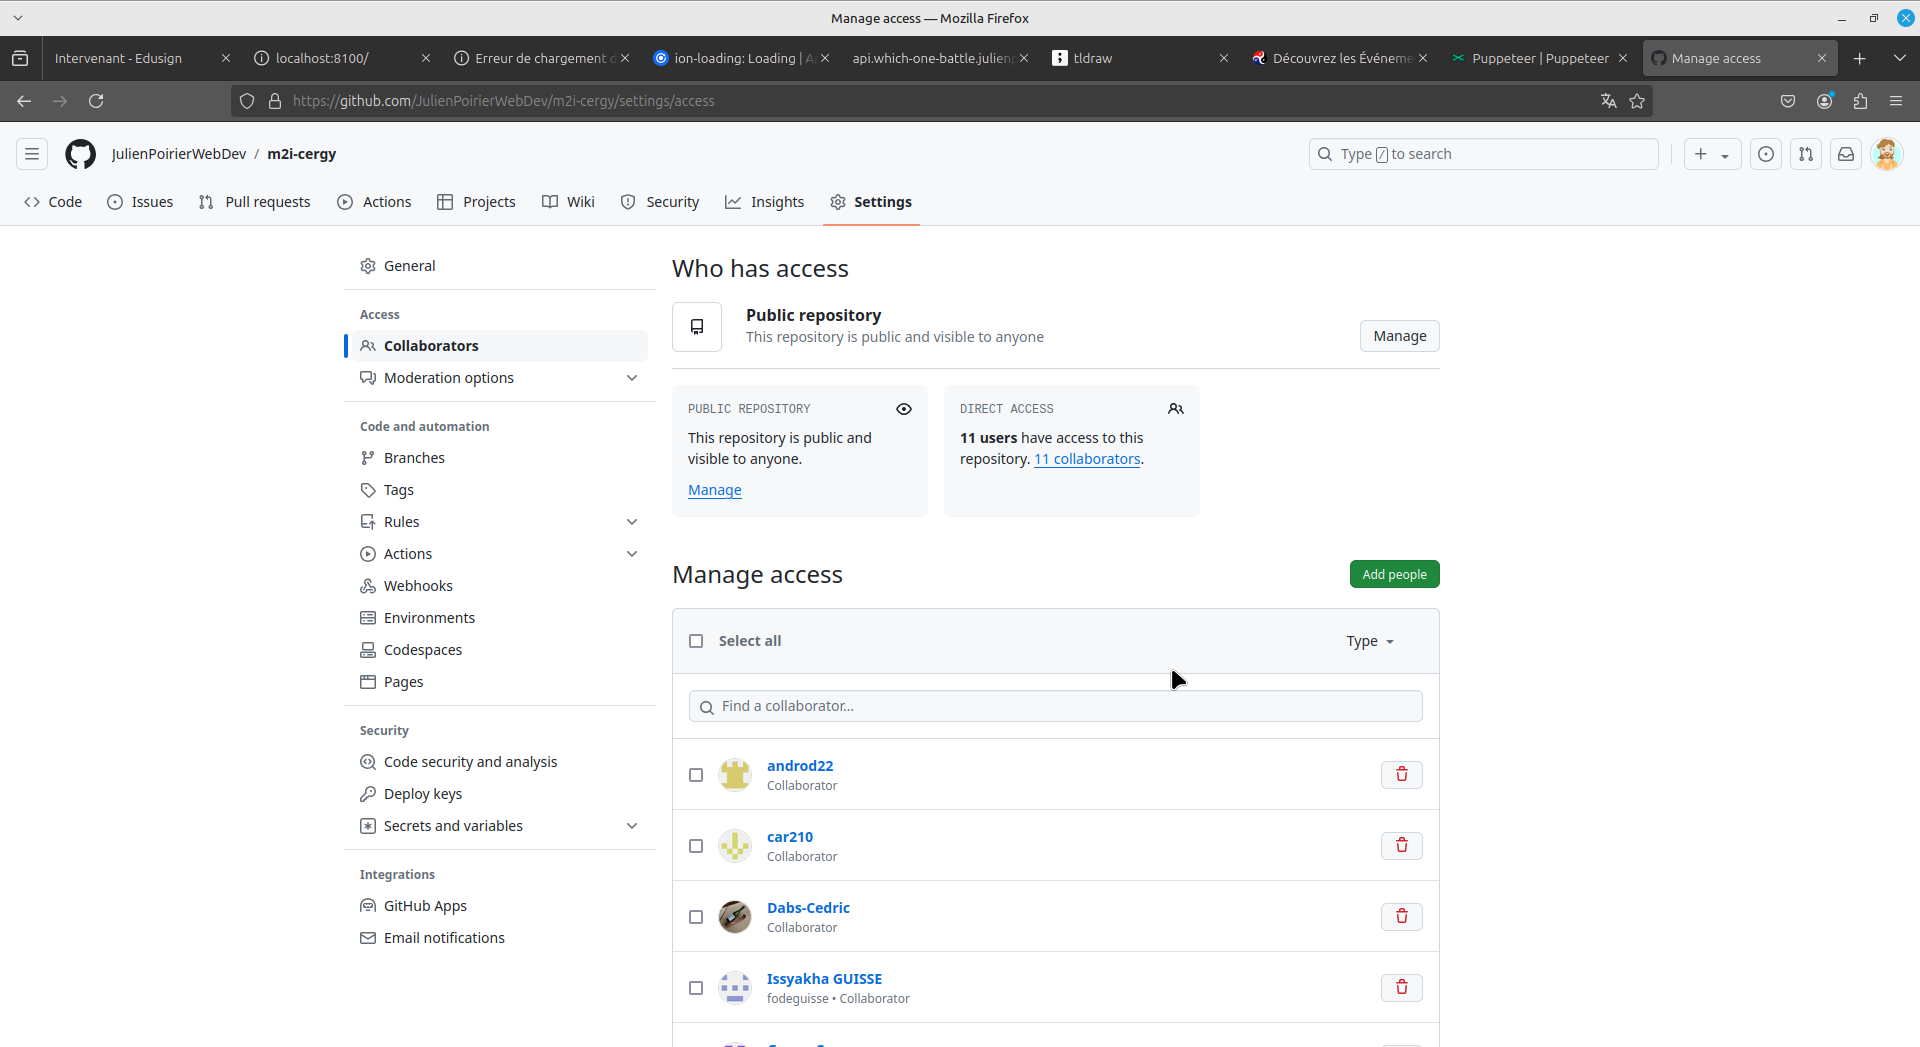 Manage access — Mozilla Firefox
Intervenant - Edusign
localhost:8100/
Erreur de chargement d
ion-loading: Loading | A
api.which-one-battle.julienp
tldraw
Découvrez les Événeme
Puppeteer | Puppeteer
Manage access
https://github.com/JulienPoirierWebDev/m2i-cergy/settings/access
JulienPoirierWebDev / m2i-cergy
Type / to search
Code
Issues
Pull requests
Actions
Projects
Wiki
Security
Insights
Settings
General
Access
Collaborators
Moderation options
Code and automation
Branches
Tags
Rules
Actions
Webhooks
Environments
Codespaces
Pages
Security
Code security and analysis
Deploy keys
Secrets and variables
Integrations
GitHub Apps
Email notifications
Who has access
Public repository
This repository is public and visible to anyone
Manage
PUBLIC REPOSITORY
This repository is public and
visible to anyone.
Manage
DIRECT ACCESS
11 users have access to this
repository. 11 collaborators.
Manage access
Add people
Select all
Type
Find a collaborator...
androd22
Collaborator
car210
Collaborator
Dabs-Cedric
Collaborator
Issyakha GUISSE
fodeguisse • Collaborator